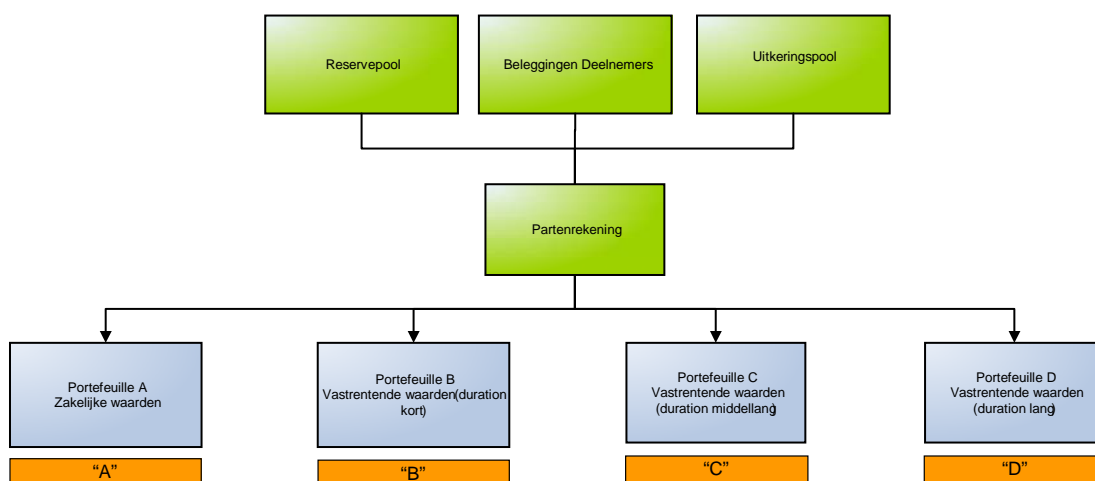 Reservepool
Beleggingen Deelnemers
Uitkeringspool
Partenrekening
Portefeuille A
Zakelijke waarden
Portefeuille B
Vastrentende waarden(duration
kort)
Portefeuille C
Vastrentende waarden
(duration middellang)
Portefeuille D
Vastrentende waarden
(duration lang)
“A”
“B”
“C”
“D”